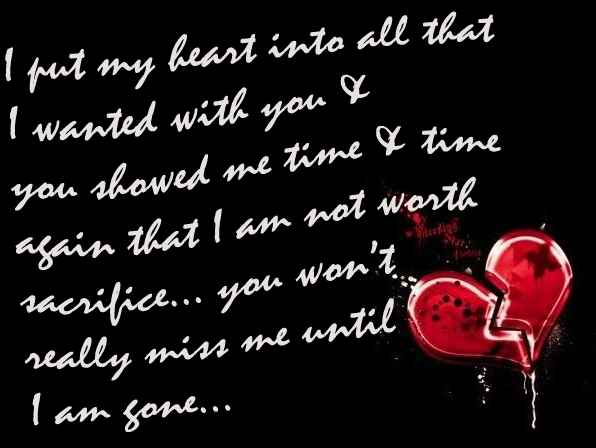 I put my heart into all that
I wanted with you &
you showed me time & time
again that I am not worth
sacrifice... you won't
really miss me until
I am gone...